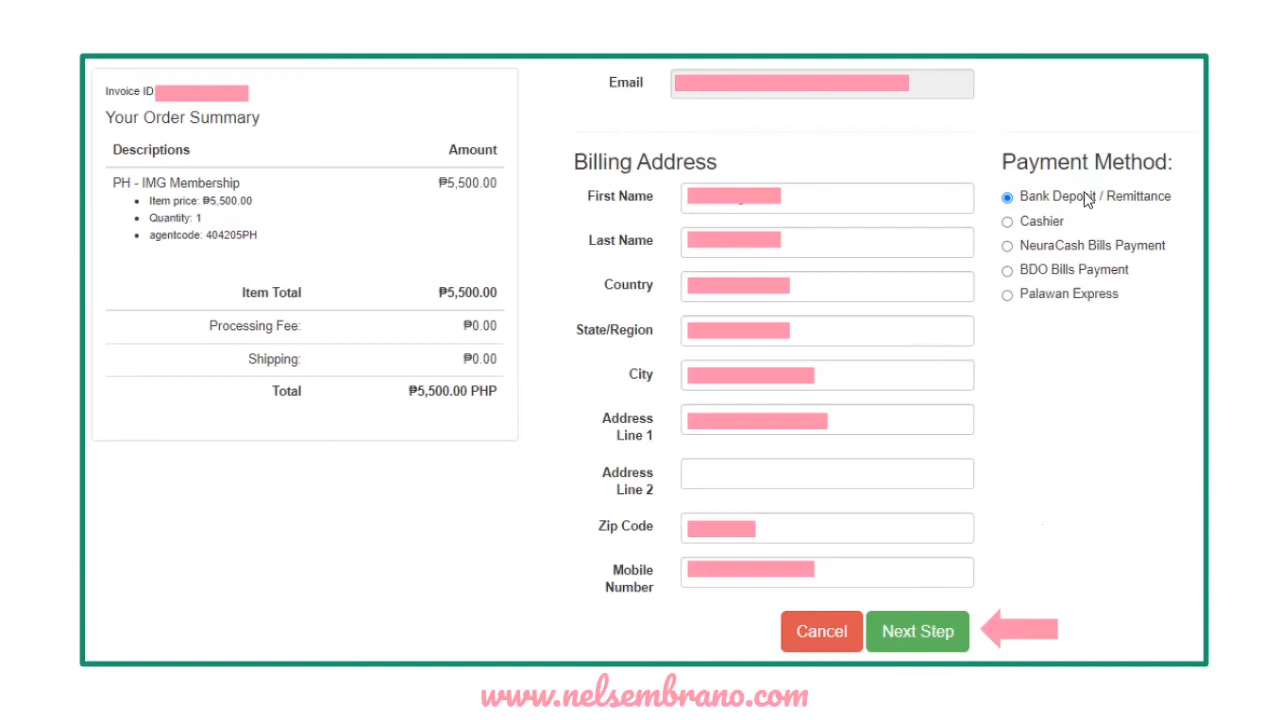 Invoice ID:
Your Order Summary
Descriptions Amount
PH - IMG Membership ₱5,500.00
Item price: ₱5,500.00
Quantity: 1
agentcode: 404205PH
Item Total ₱5,500.00
Processing Fee: ₱0.00
Shipping: ₱0.00
Total ₱5,500.00 PHP
Email
Billing Address
First Name
Last Name
Country
State/Region
City
Address
Line 1
Address
Line 2
Zip Code
Mobile
Number
Cancel Next Step
Payment Method:
Bank Deposit / Remittance
Cashier
NeuraCash Bills Payment
BDO Bills Payment
Palawan Express
www.nelsembrano.com